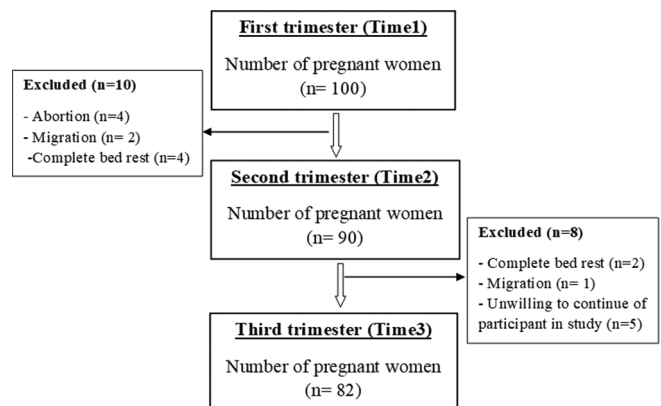 First trimester (Time1)
Number of pregnant women
(n= 100)
Excluded (n=10)
- Abortion (n=4)
- Migration (n= 2)
-Complete bed rest (n=4)
Second trimester (Time2)
Number of pregnant women
(n= 90)
Excluded (n=8)
- Complete bed rest (n=2)
- Migration (n= 1)
- Unwilling to continue of
participant in study (n=5)
Third trimester (Time3)
Number of pregnant women
(n= 82)